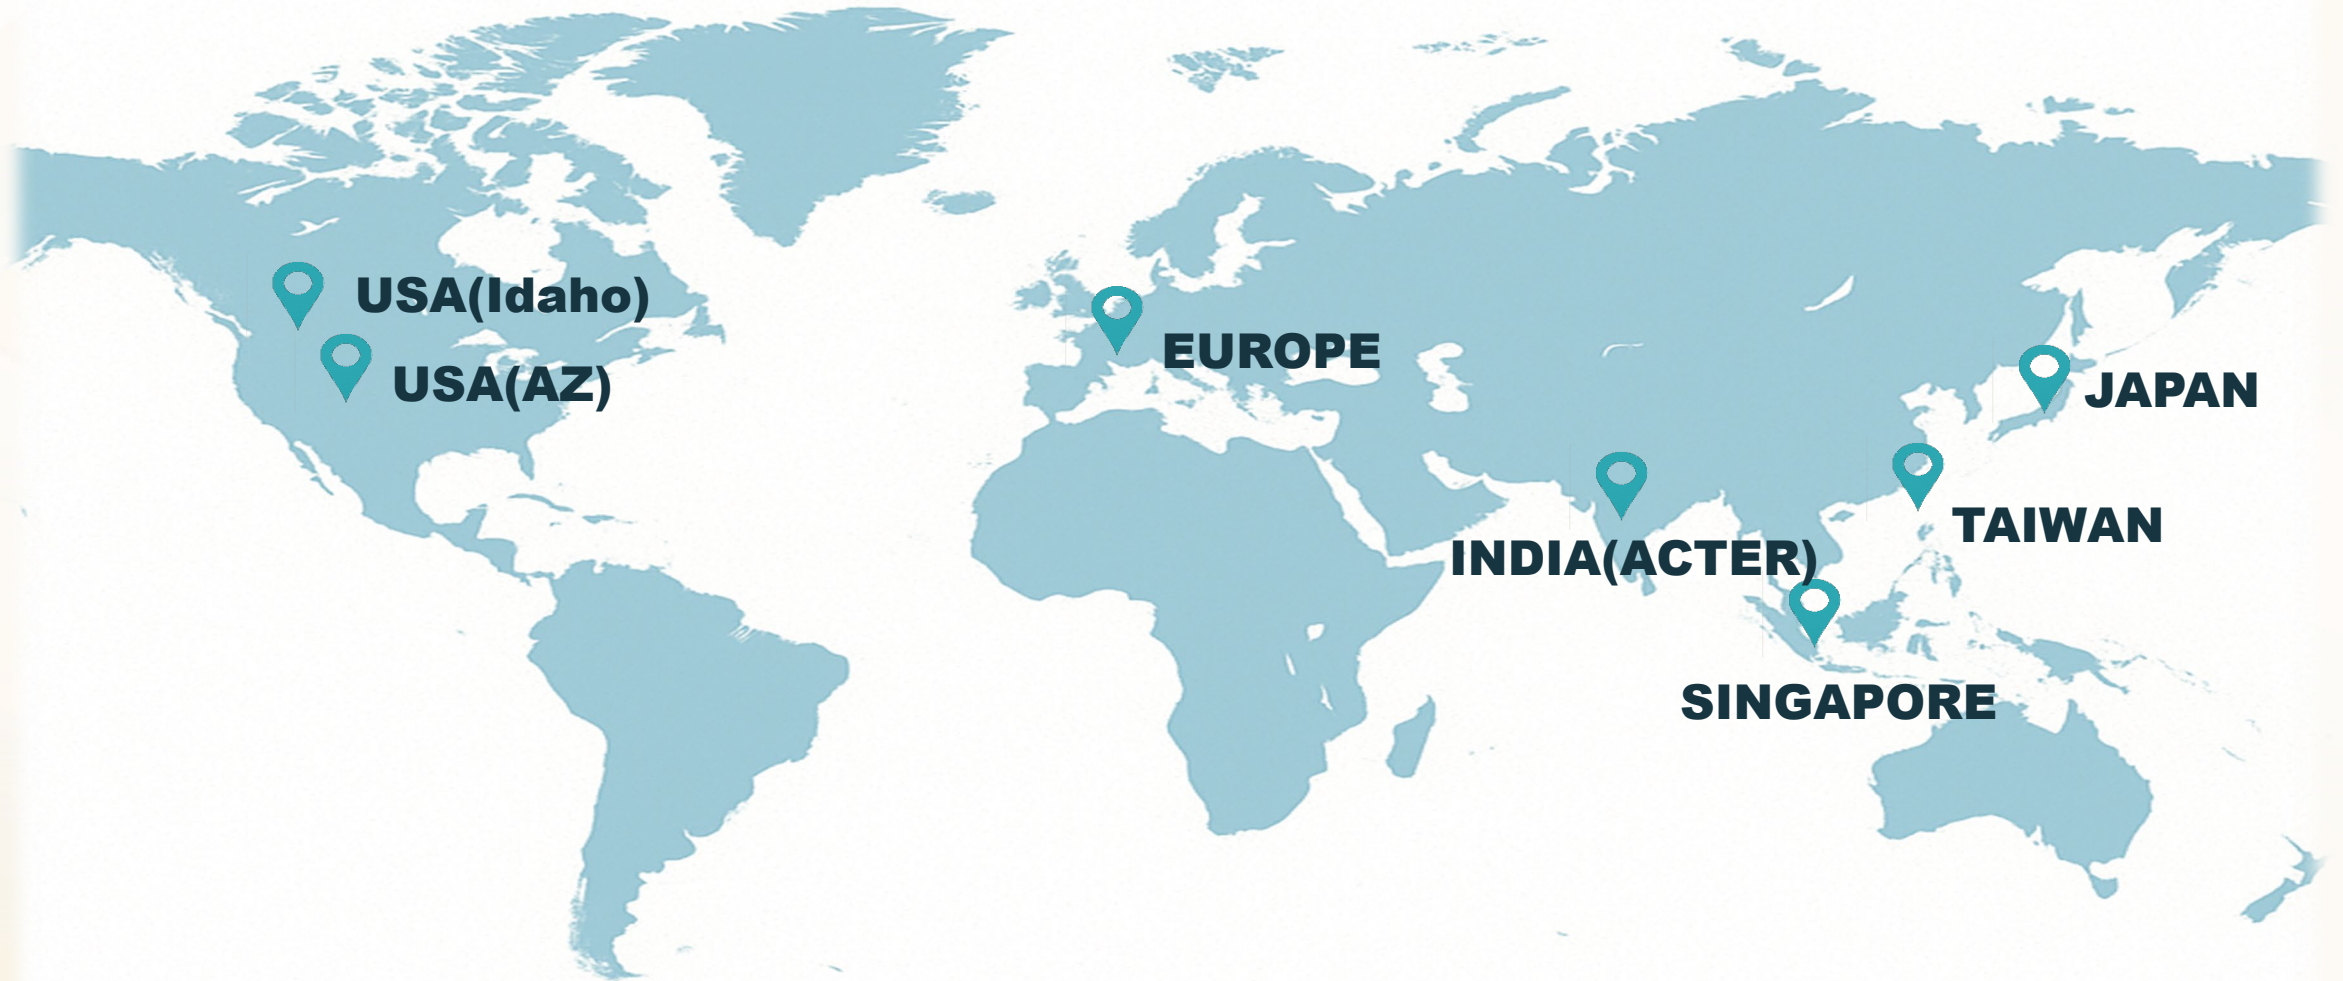 USA(Idaho)
USA(AZ)
EUROPE
JAPAN
TAIWAN
INDIA(ACTER)
SINGAPORE